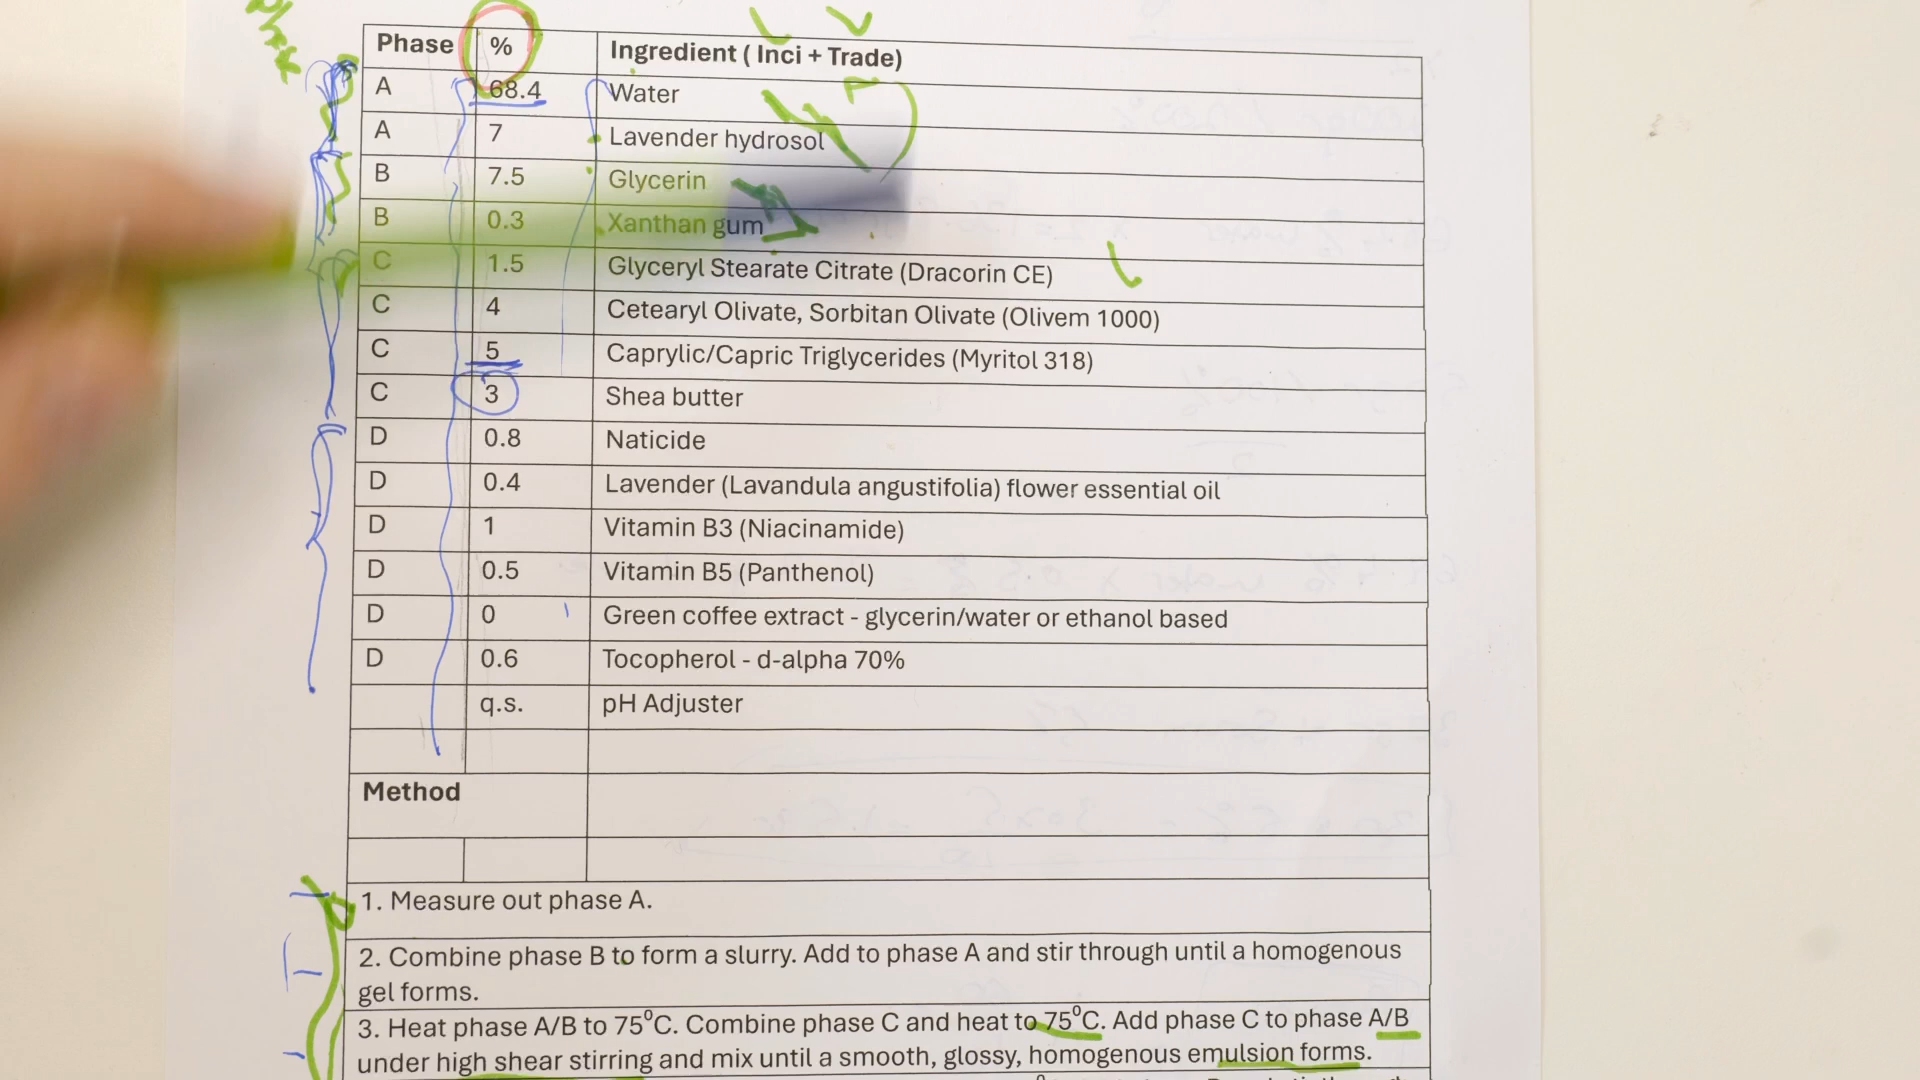 Phase % Ingredient ( Inci + Trade)
A 68.4 Water
A 7 Lavender hydrosol
B 7.5 Glycerin
B 0.3 Xanthan gum
C 1.5 Glyceryl Stearate Citrate (Dracorin CE)
C 4 Cetearyl Olivate, Sorbitan Olivate (Olivem 1000)
C 5 Caprylic/Capric Triglycerides (Myritol 318)
C 3 Shea butter
D 0.8 Naticide
D 0.4 Lavender (Lavandula angustifolia) flower essential oil
D 1 Vitamin B3 (Niacinamide)
D 0.5 Vitamin B5 (Panthenol)
D 0 Green coffee extract - glycerin/water or ethanol based
D 0.6 Tocopherol - d-alpha 70%
q.s. pH Adjuster
Method
1. Measure out phase A.
2. Combine phase B to form a slurry. Add to phase A and stir through until a homogenous
gel forms.
3. Heat phase A/B to 75⁰C. Combine phase C and heat to 75⁰C. Add phase C to phase A/B
under high shear stirring and mix until a smooth, glossy, homogenous emulsion forms.